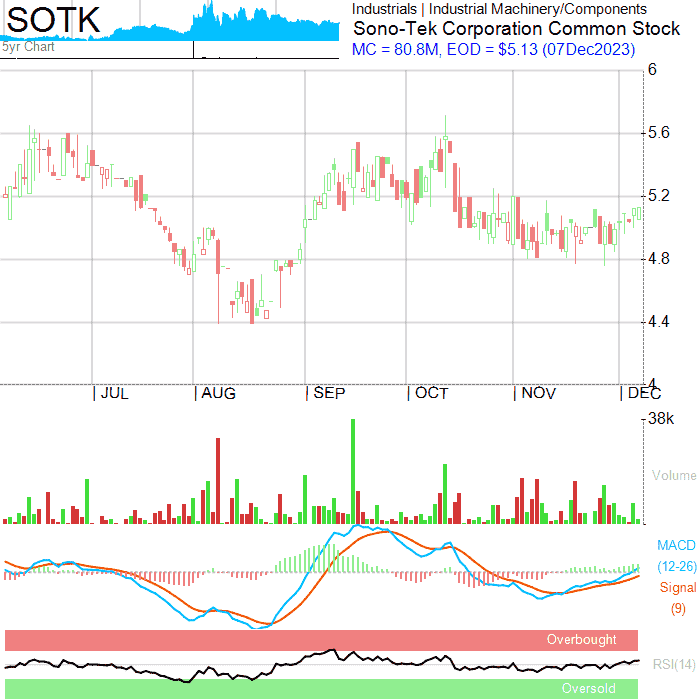 SOTK
5yr Chart
Industrials | Industrial Machinery/Components
Sono-Tek Corporation Common Stock
MC = 80.8M, EOD = $5.13 (07Dec2023)
6
5.6
5.2
4.8
4.4
4
JUL
AUG
SEP
OCT
NOV
DEC
38k
Volume
MACD
(12-26)
Signal
(9)
Overbought
RSI(14)
Oversold